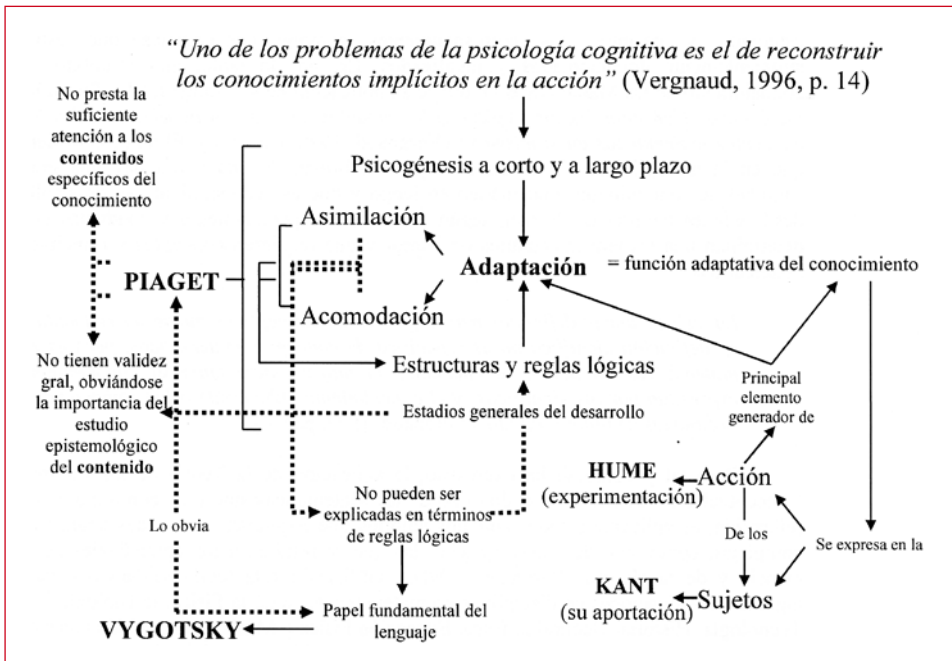 “Uno de los problemas de la psicología cognitiva es el de reconstruir
los conocimientos implícitos en la acción” (Vergnaud, 1996, p. 14)
No presta la
suficiente
atención a los
contenidos
específicos del
conocimiento
Psicogénesis a corto y a largo plazo
Asimilación
PIAGET
Adaptación
= función adaptativa del conocimiento
Acomodación
Estructuras y reglas lógicas
No tienen validez
gral, obviándose
la importancia del
estudio
epistemológico
del contenido
Estadios generales del desarrollo
Principal
elemento
generador de
HUME
(experimentación)
Acción
No pueden ser
explicadas en términos
de reglas lógicas
Lo obvia
De los
Se expresa en la
KANT
(su aportación)
Sujetos
Papel fundamental del
lenguaje
VYGOTSKY